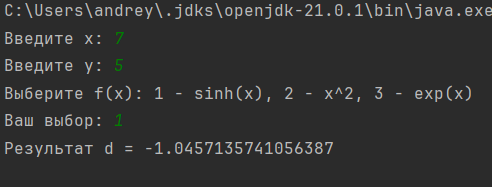 C:\Users\andrey\.jdks\openjdk-21.0.1\bin\java.exe
Введите x: 7
Введите y: 5
Выберите f(x): 1 - sinh(x), 2 - x^2, 3 - exp(x)
Ваш выбор: 1
Результат d = -1.0457135741056387